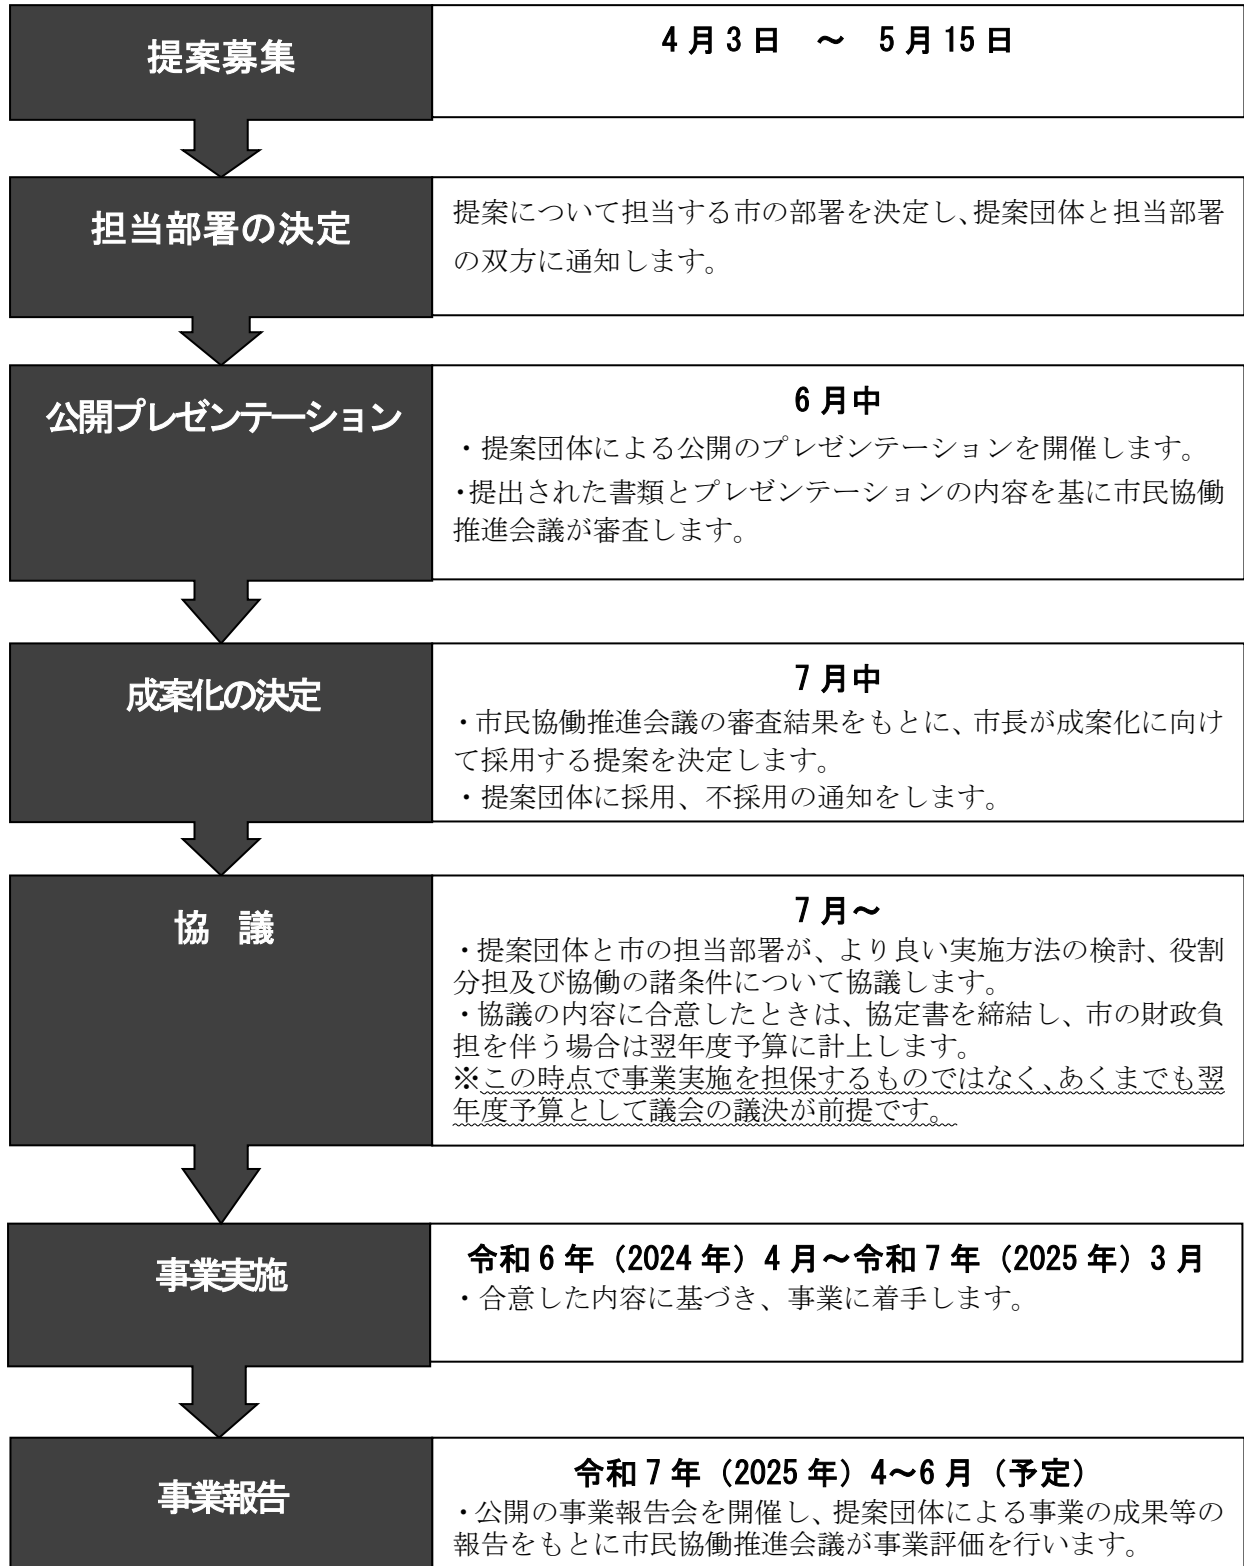 提案募集
4月3日　～　5月15日
担当部署の決定
提案について担当する市の部署を決定し、提案団体と担当部署
の双方に通知します。
公開プレゼンテーション
6月中
・提案団体による公開のプレゼンテーションを開催します。
・提出された書類とプレゼンテーションの内容を基に市民協働
推進会議が審査します。
成案化の決定
7月中
・市民協働推進会議の審査結果をもとに、市長が成案化に向け
て採用する提案を決定します。
・提案団体に採用、不採用の通知をします。
協　議
7月～
・提案団体と市の担当部署が、より良い実施方法の検討、役割
分担及び協働の諸条件について協議します。
・協議の内容に合意したときは、協定書を締結し、市の財政負
担を伴う場合は翌年度予算に計上します。
※この時点で事業実施を担保するものではなく、あくまでも翌
年度予算として議会の議決が前提です。
事業実施
令和6年（2024年）4月～令和7年（2025年）3月
・合意した内容に基づき、事業に着手します。
事業報告
令和7年（2025年）4～6月（予定）
・公開の事業報告会を開催し、提案団体による事業の成果等の
報告をもとに市民協働推進会議が事業評価を行います。